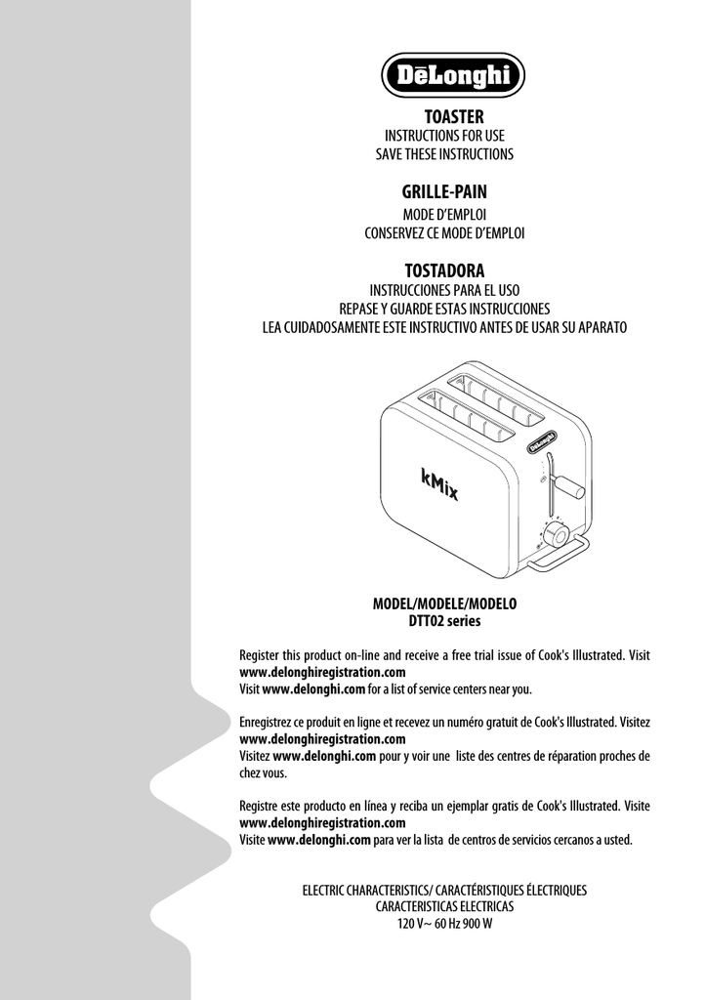 DeLonghi
TOASTER
INSTRUCTIONS FOR USE
SAVE THESE INSTRUCTIONS
GRILLE-PAIN
MODE D’EMPLOI
CONSERVEZ CE MODE D’EMPLOI
TOSTADORA
INSTRUCCIONES PARA EL USO
REPASE Y GUARDE ESTAS INSTRUCCIONES
LEA CUIDADOSAMENTE ESTE INSTRUCTIVO ANTES DE USAR SU APARATO
DeLonghi
kMix
MODEL/MODELE/MODELO
DTT02 series
Register this product on-line and receive a free trial issue of Cook's Illustrated. Visit
www.delonghiregistration.com
Visit www.delonghi.com for a list of service centers near you.
Enregistrez ce produit en ligne et recevez un numéro gratuit de Cook's Illustrated. Visitez
www.delonghiregistration.com
Visitez www.delonghi.com pour y voir une liste des centres de réparation proches de
chez vous.
Registre este producto en línea y reciba un ejemplar gratis de Cook's Illustrated. Visite
www.delonghiregistration.com
Visite www.delonghi.com para ver la lista de centros de servicios cercanos a usted.
ELECTRIC CHARACTERISTICS/ CARACTÉRISTIQUES ÉLECTRIQUES
CARACTERISTICAS ELECTRICAS
120 V~ 60 Hz 900 W